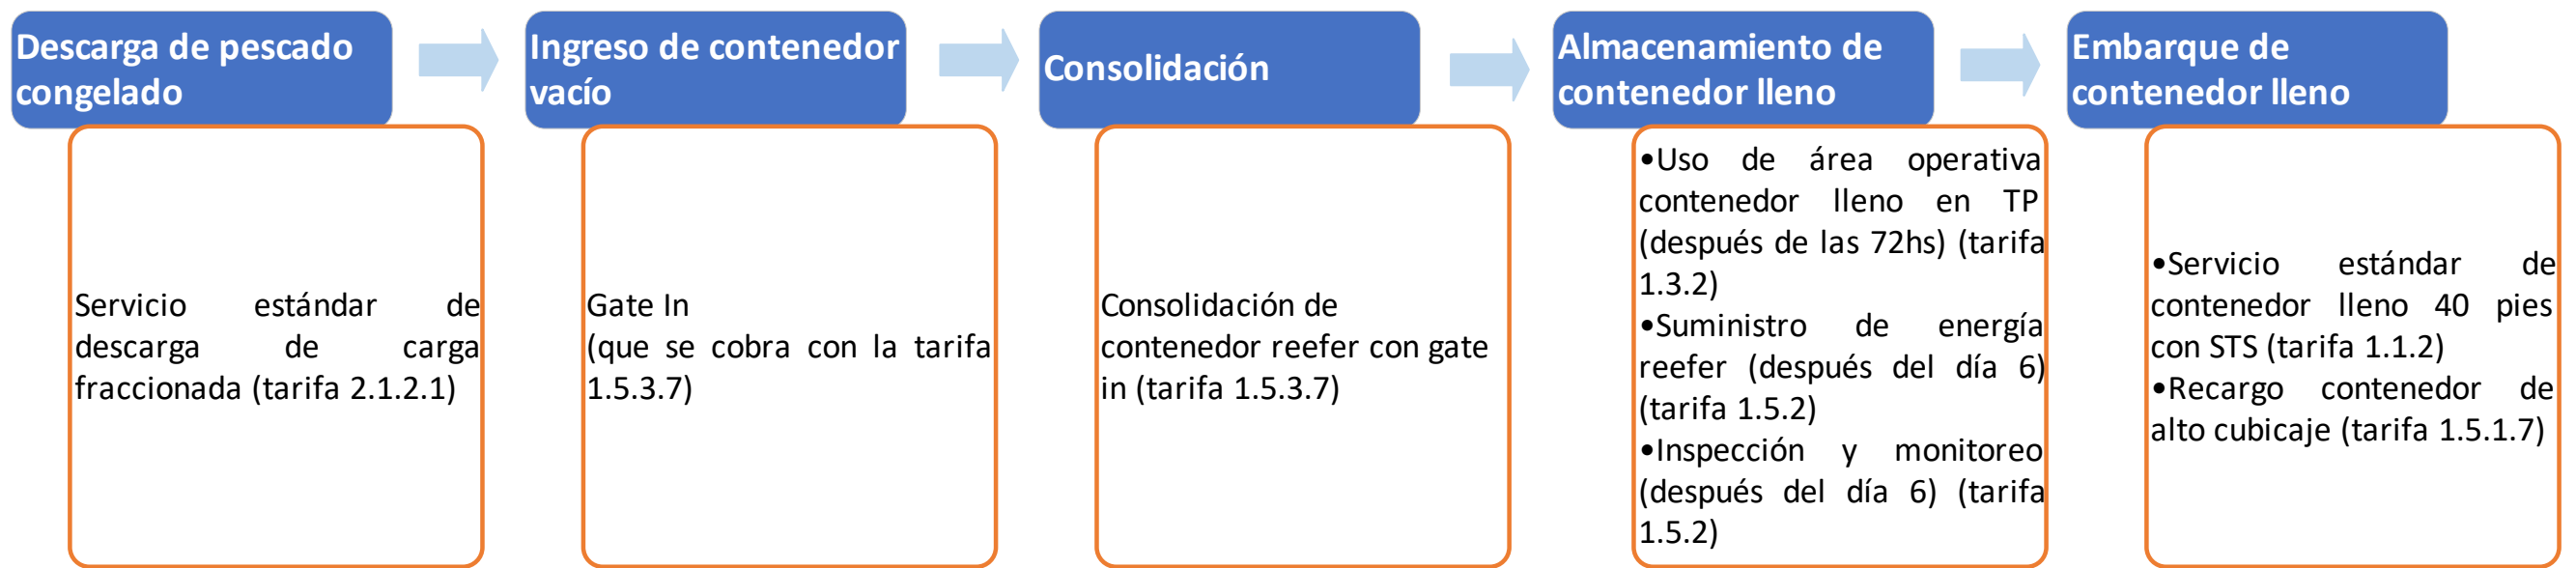 Descarga de pescado
congelado
Servicio estándar de
descarga de carga
fraccionada (tarifa 2.1.2.1)
Ingreso de contenedor
vacío
Gate In
(que se cobra con la tarifa
1.5.3.7)
Consolidación
Consolidación de
contenedor reefer con gate
in (tarifa 1.5.3.7)
Almacenamiento de
contenedor lleno
•Uso de área operativa
contenedor lleno en TP
(después de las 72hs) (tarifa
1.3.2)
•Suministro de energía
reefer (después del día 6)
(tarifa 1.5.2)
•Inspección y monitoreo
(después del día 6) (tarifa
1.5.2)
Embarque de
contenedor lleno
•Servicio estándar de
contenedor lleno 40 pies
con STS (tarifa 1.1.2)
•Recargo contenedor de
alto cubicaje (tarifa 1.5.1.7)